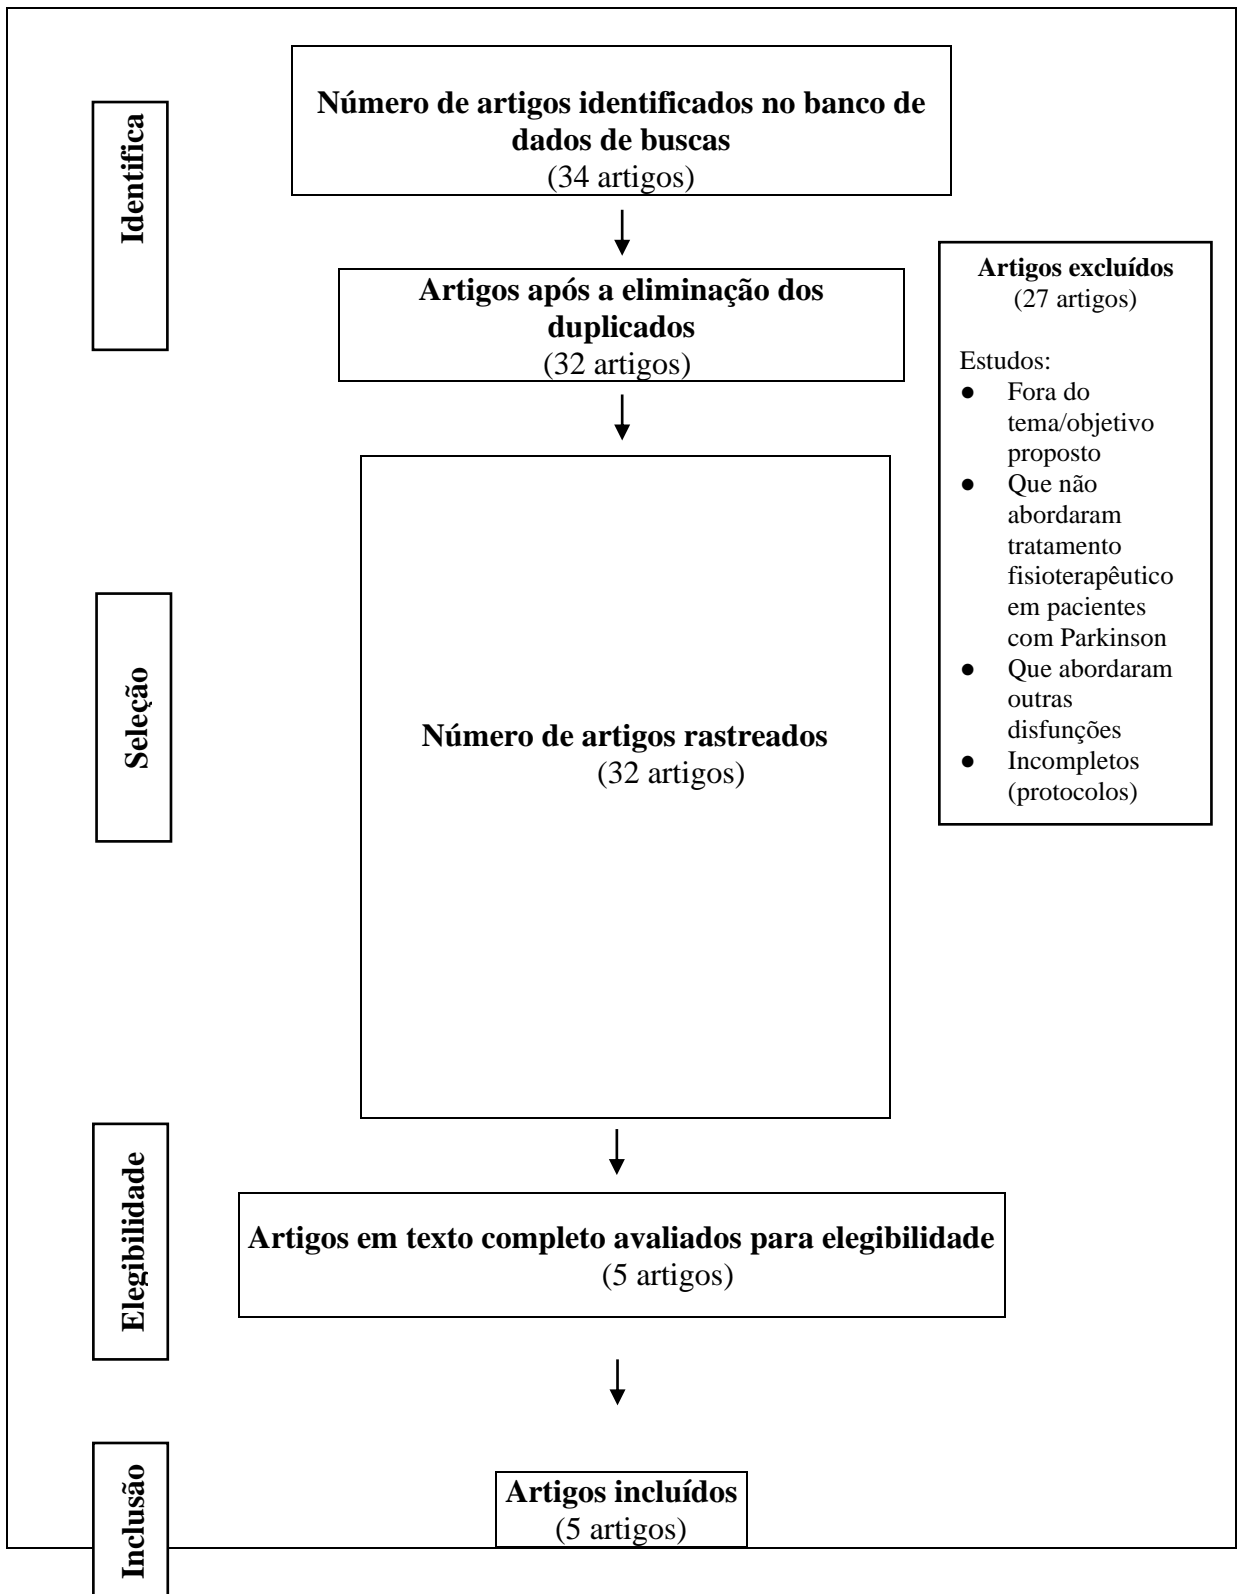 Identifica
Número de artigos identificados no banco de
dados de buscas
(34 artigos)
Artigos após a eliminação dos
duplicados
(32 artigos)
Artigos excluídos
(27 artigos)
Estudos:
● Fora do
tema/objetivo
proposto
● Que não
abordaram
tratamento
fisioterapêutico
em pacientes
com Parkinson
● Que abordaram
outras
disfunções
● Incompletos
(protocolos)
Seleção
Número de artigos rastreados
(32 artigos)
Elegibilidade
Artigos em texto completo avaliados para elegibilidade
(5 artigos)
Inclusão
Artigos incluídos
(5 artigos)